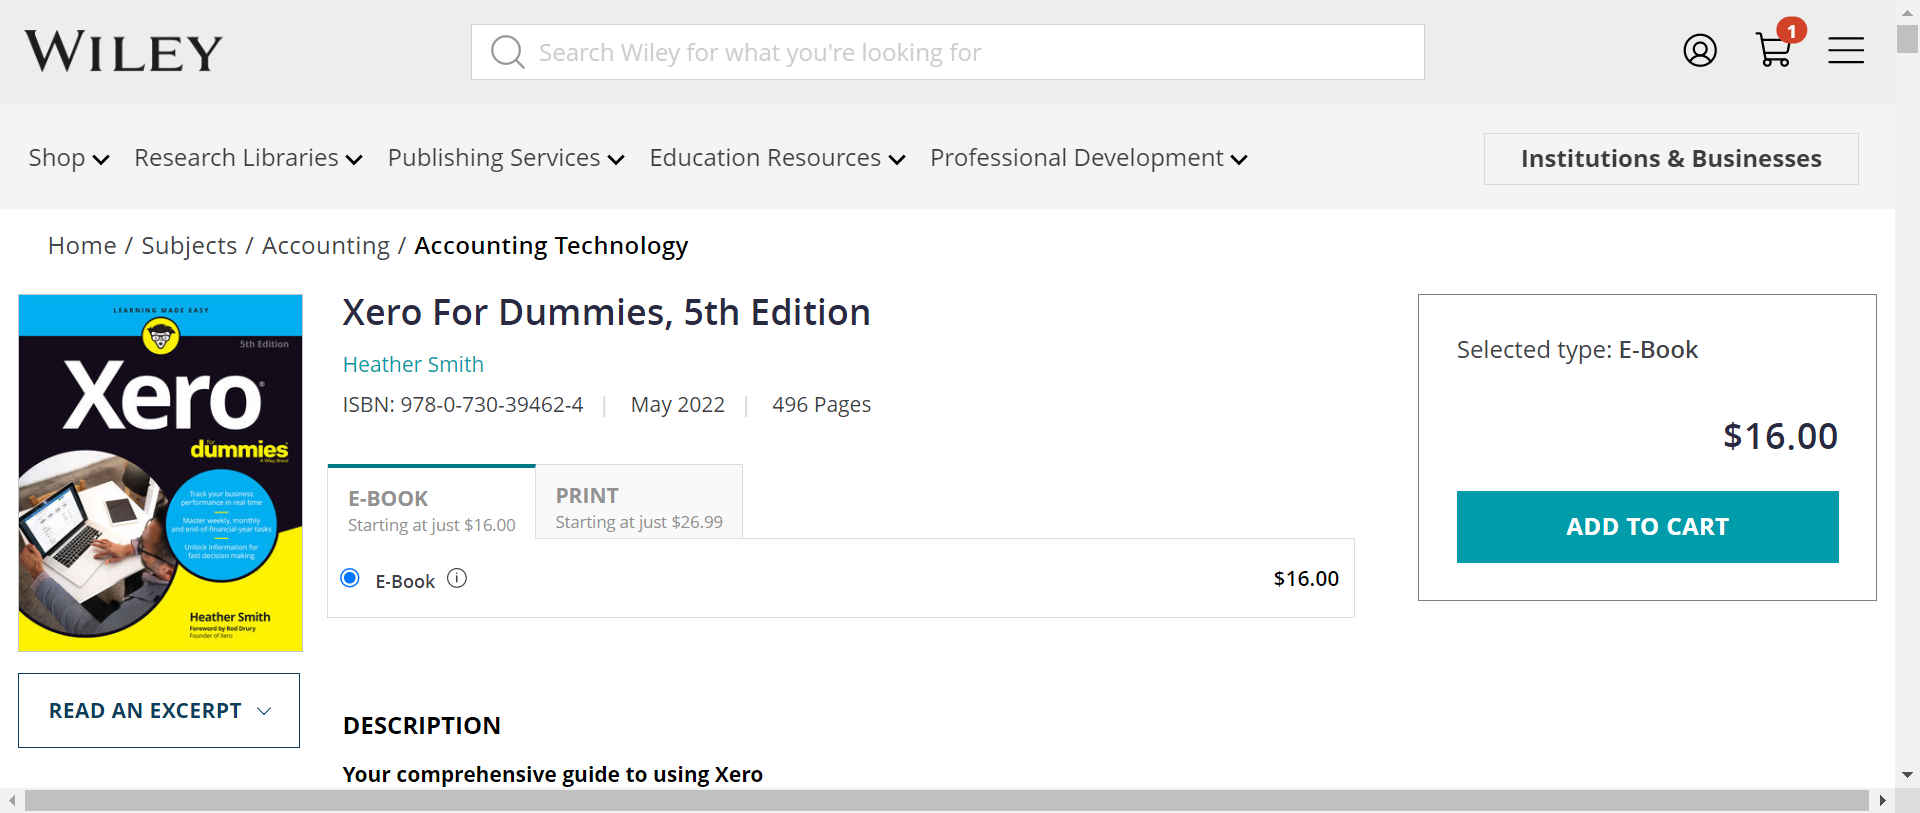 WILEY
Search Wiley for what you're looking for
1
Shop
Research Libraries
Publishing Services
Education Resources
Professional Development
Institutions & Businesses
Home / Subjects / Accounting / Accounting Technology
LEARNING MADE EASY
5th Edition
Xero®
for
dummies®
A Wiley Brand
Track your business
performance in real time
Master weekly, monthly
and end-of-financial-year tasks
Unlock information for
fast decision making
Heather Smith
Foreword by Rod Drury
Founder of Xero
READ AN EXCERPT
Xero For Dummies, 5th Edition
Heather Smith
ISBN: 978-0-730-39462-4 | May 2022 | 496 Pages
E-BOOK
Starting at just $16.00
PRINT
Starting at just $26.99
E-Book
$16.00
DESCRIPTION
Your comprehensive guide to using Xero
Selected type: E-Book
$16.00
ADD TO CART